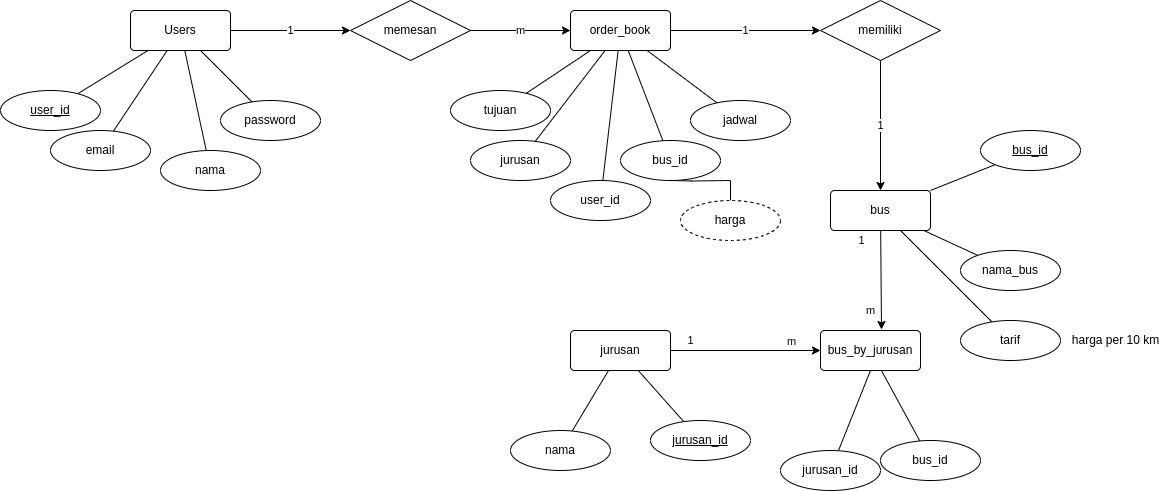 Users
1
memesan
m
order_book
1
memiliki
user_id
email
nama
password
tujuan
jurusan
user_id
bus_id
harga
jadwal
1
bus_id
bus
1
nama_bus
m
tarif
harga per 10 km
jurusan
1
m
bus_by_jurusan
nama
jurusan_id
jurusan_id
bus_id